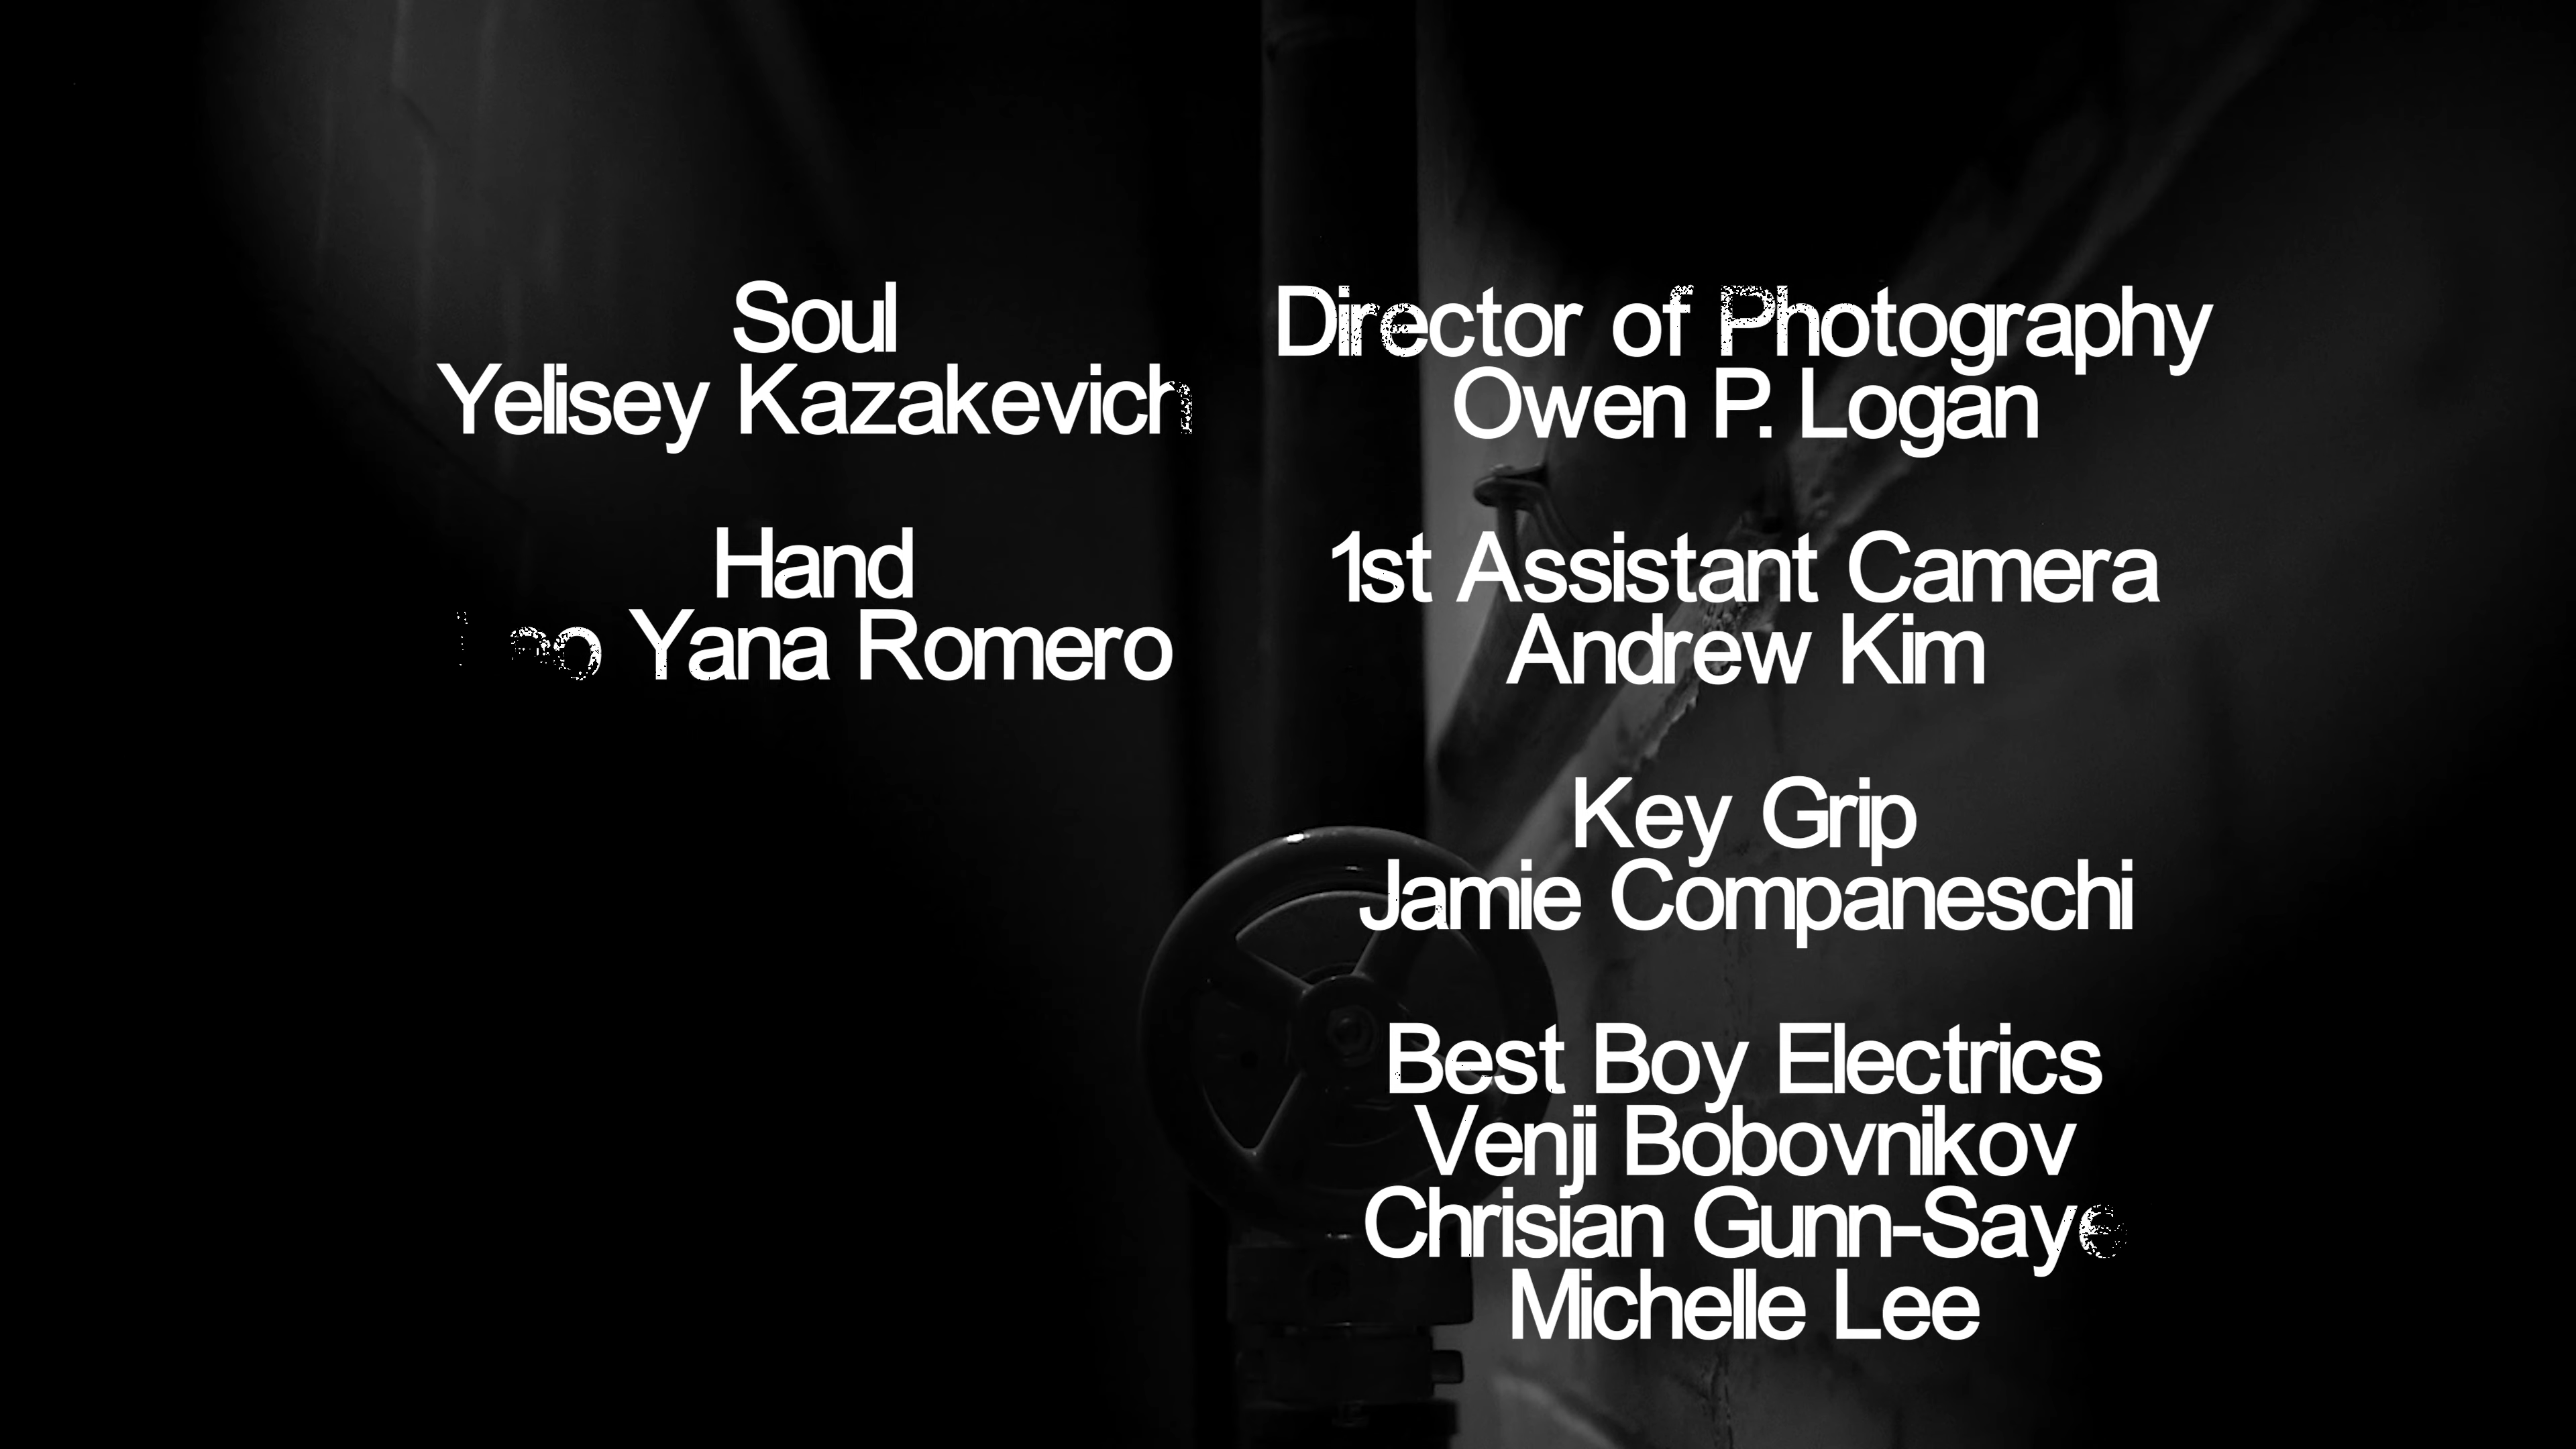 Soul
Yelisey Kazakevich
Hand
Yana Romero
Director of Photography
Owen P. Logan
1st Assistant Camera
Andrew Kim
Key Grip
Jamie Companeschi
Best Boy Electrics
Venji Bobovnikov
Chrisian Gunn-Saye
Michelle Lee